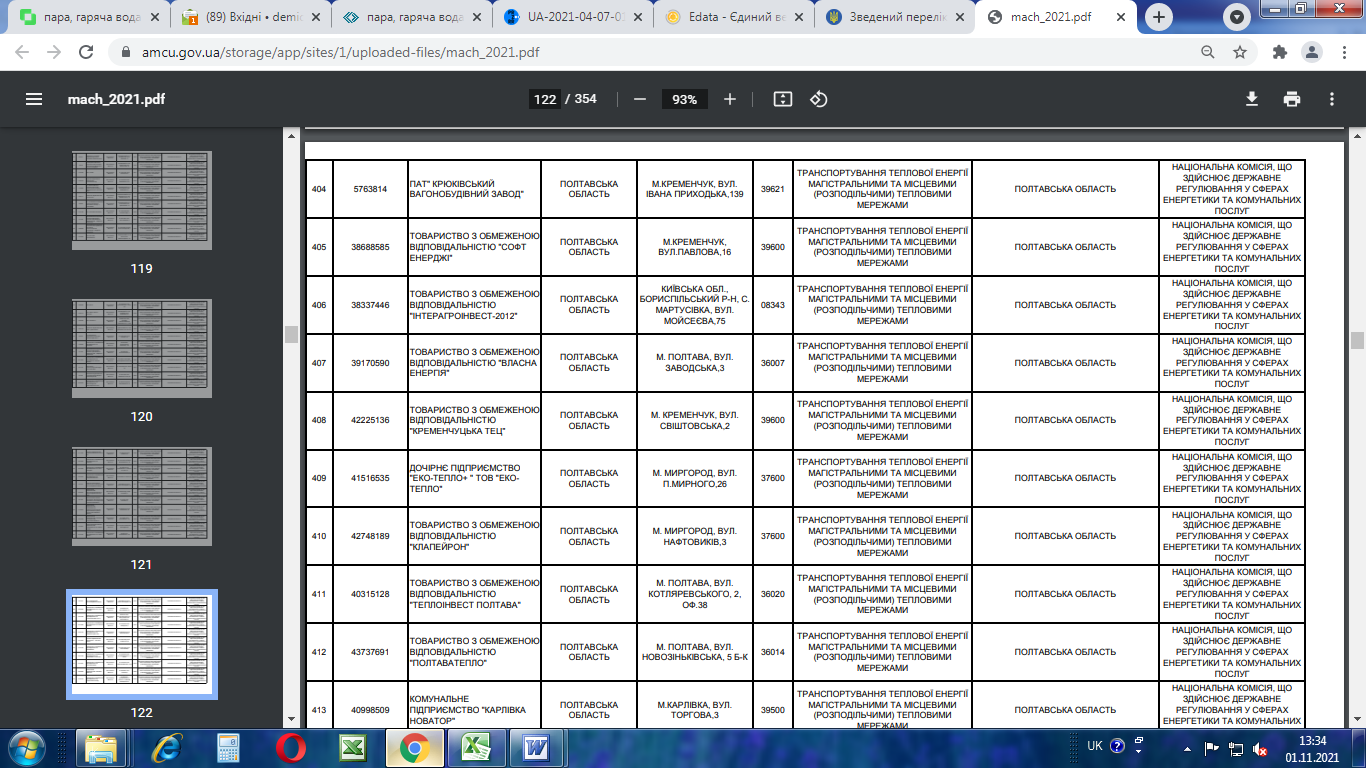 пара, гаряча вода
(89) Вхідні • demic
пара, гаряча вода
UA-2021-04-07-01
Edata - Єдиний ве
Зведений перелік
mach_2021.pdf
amcu.gov.ua/storage/app/sites/1/uploaded-files/mach_2021.pdf
mach_2021.pdf
122 / 354
93%
119
120
121
122
404
5763814
ПАТ" КРЮКІВСЬКИЙ
ВАГОНОБУДІВНИЙ ЗАВОД"
ПОЛТАВСЬКА
ОБЛАСТЬ
М.КРЕМЕНЧУК, ВУЛ.
ІВАНА ПРИХОДЬКА,139
39621
ТРАНСПОРТУВАННЯ ТЕПЛОВОЇ ЕНЕРГІЇ
МАГІСТРАЛЬНИМИ ТА МІСЦЕВИМИ
(РОЗПОДІЛЬЧИМИ) ТЕПЛОВИМИ
МЕРЕЖАМИ
ПОЛТАВСЬКА ОБЛАСТЬ
НАЦІОНАЛЬНА КОМІСІЯ, ЩО
ЗДІЙСНЮЄ ДЕРЖАВНЕ
РЕГУЛЮВАННЯ У СФЕРАХ
ЕНЕРГЕТИКИ ТА КОМУНАЛЬНИХ
ПОСЛУГ
405
38688585
ТОВАРИСТВО З ОБМЕЖЕНОЮ
ВІДПОВІДАЛЬНІСТЮ "СОФТ
ЕНЕРДЖІ"
ПОЛТАВСЬКА
ОБЛАСТЬ
М.КРЕМЕНЧУК,
ВУЛ.ПАВЛОВА,16
39600
ТРАНСПОРТУВАННЯ ТЕПЛОВОЇ ЕНЕРГІЇ
МАГІСТРАЛЬНИМИ ТА МІСЦЕВИМИ
(РОЗПОДІЛЬЧИМИ) ТЕПЛОВИМИ
МЕРЕЖАМИ
ПОЛТАВСЬКА ОБЛАСТЬ
НАЦІОНАЛЬНА КОМІСІЯ, ЩО
ЗДІЙСНЮЄ ДЕРЖАВНЕ
РЕГУЛЮВАННЯ У СФЕРАХ
ЕНЕРГЕТИКИ ТА КОМУНАЛЬНИХ
ПОСЛУГ
406
38337446
ТОВАРИСТВО З ОБМЕЖЕНОЮ
ВІДПОВІДАЛЬНІСТЮ
"ІНТЕРАГРОІНВЕСТ-2012"
ПОЛТАВСЬКА
ОБЛАСТЬ
КИЇВСЬКА ОБЛ.,
БОРИСПІЛЬСЬКИЙ Р-Н, С.
МАРТУСІВКА, ВУЛ.
МОЙСЕЄВА,75
08343
ТРАНСПОРТУВАННЯ ТЕПЛОВОЇ ЕНЕРГІЇ
МАГІСТРАЛЬНИМИ ТА МІСЦЕВИМИ
(РОЗПОДІЛЬЧИМИ) ТЕПЛОВИМИ
МЕРЕЖАМИ
ПОЛТАВСЬКА ОБЛАСТЬ
НАЦІОНАЛЬНА КОМІСІЯ, ЩО
ЗДІЙСНЮЄ ДЕРЖАВНЕ
РЕГУЛЮВАННЯ У СФЕРАХ
ЕНЕРГЕТИКИ ТА КОМУНАЛЬНИХ
ПОСЛУГ
407
39170590
ТОВАРИСТВО З ОБМЕЖЕНОЮ
ВІДПОВІДАЛЬНІСТЮ "ВЛАСНА
ЕНЕРГІЯ"
ПОЛТАВСЬКА
ОБЛАСТЬ
М. ПОЛТАВА, ВУЛ.
ЗАВОДСЬКА,3
36007
ТРАНСПОРТУВАННЯ ТЕПЛОВОЇ ЕНЕРГІЇ
МАГІСТРАЛЬНИМИ ТА МІСЦЕВИМИ
(РОЗПОДІЛЬЧИМИ) ТЕПЛОВИМИ
МЕРЕЖАМИ
ПОЛТАВСЬКА ОБЛАСТЬ
НАЦІОНАЛЬНА КОМІСІЯ, ЩО
ЗДІЙСНЮЄ ДЕРЖАВНЕ
РЕГУЛЮВАННЯ У СФЕРАХ
ЕНЕРГЕТИКИ ТА КОМУНАЛЬНИХ
ПОСЛУГ
408
42225136
ТОВАРИСТВО З ОБМЕЖЕНОЮ
ВІДПОВІДАЛЬНІСТЮ
"КРЕМЕНЧУЦЬКА ТЕЦ"
ПОЛТАВСЬКА
ОБЛАСТЬ
М. КРЕМЕНЧУК, ВУЛ.
СВІШТОВСЬКА,2
39600
ТРАНСПОРТУВАННЯ ТЕПЛОВОЇ ЕНЕРГІЇ
МАГІСТРАЛЬНИМИ ТА МІСЦЕВИМИ
(РОЗПОДІЛЬЧИМИ) ТЕПЛОВИМИ
МЕРЕЖАМИ
ПОЛТАВСЬКА ОБЛАСТЬ
НАЦІОНАЛЬНА КОМІСІЯ, ЩО
ЗДІЙСНЮЄ ДЕРЖАВНЕ
РЕГУЛЮВАННЯ У СФЕРАХ
ЕНЕРГЕТИКИ ТА КОМУНАЛЬНИХ
ПОСЛУГ
409
41516535
ДОЧІРНЄ ПІДПРИЄМСТВО
"ЕКО-ТЕПЛО+ " ТОВ "ЕКО-
ТЕПЛО"
ПОЛТАВСЬКА
ОБЛАСТЬ
М. МИРГОРОД, ВУЛ.
П.МИРНОГО,26
37600
ТРАНСПОРТУВАННЯ ТЕПЛОВОЇ ЕНЕРГІЇ
МАГІСТРАЛЬНИМИ ТА МІСЦЕВИМИ
(РОЗПОДІЛЬЧИМИ) ТЕПЛОВИМИ
МЕРЕЖАМИ
ПОЛТАВСЬКА ОБЛАСТЬ
НАЦІОНАЛЬНА КОМІСІЯ, ЩО
ЗДІЙСНЮЄ ДЕРЖАВНЕ
РЕГУЛЮВАННЯ У СФЕРАХ
ЕНЕРГЕТИКИ ТА КОМУНАЛЬНИХ
ПОСЛУГ
410
42748189
ТОВАРИСТВО З ОБМЕЖЕНОЮ
ВІДПОВІДАЛЬНІСТЮ
"КЛАПЕЙРОН"
ПОЛТАВСЬКА
ОБЛАСТЬ
М. МИРГОРОД, ВУЛ.
НАФТОВИКІВ,3
37600
ТРАНСПОРТУВАННЯ ТЕПЛОВОЇ ЕНЕРГІЇ
МАГІСТРАЛЬНИМИ ТА МІСЦЕВИМИ
(РОЗПОДІЛЬЧИМИ) ТЕПЛОВИМИ
МЕРЕЖАМИ
ПОЛТАВСЬКА ОБЛАСТЬ
НАЦІОНАЛЬНА КОМІСІЯ, ЩО
ЗДІЙСНЮЄ ДЕРЖАВНЕ
РЕГУЛЮВАННЯ У СФЕРАХ
ЕНЕРГЕТИКИ ТА КОМУНАЛЬНИХ
ПОСЛУГ
411
40315128
ТОВАРИСТВО З ОБМЕЖЕНОЮ
ВІДПОВІДАЛЬНІСТЮ
"ТЕПЛОІНВЕСТ ПОЛТАВА"
ПОЛТАВСЬКА
ОБЛАСТЬ
М. ПОЛТАВА, ВУЛ.
КОТЛЯРЕВСЬКОГО, 2,
ОФ.38
36020
ТРАНСПОРТУВАННЯ ТЕПЛОВОЇ ЕНЕРГІЇ
МАГІСТРАЛЬНИМИ ТА МІСЦЕВИМИ
(РОЗПОДІЛЬЧИМИ) ТЕПЛОВИМИ
МЕРЕЖАМИ
ПОЛТАВСЬКА ОБЛАСТЬ
НАЦІОНАЛЬНА КОМІСІЯ, ЩО
ЗДІЙСНЮЄ ДЕРЖАВНЕ
РЕГУЛЮВАННЯ У СФЕРАХ
ЕНЕРГЕТИКИ ТА КОМУНАЛЬНИХ
ПОСЛУГ
412
43737691
ТОВАРИСТВО З ОБМЕЖЕНОЮ
ВІДПОВІДАЛЬНІСТЮ
"ПОЛТАВАТЕПЛО"
ПОЛТАВСЬКА
ОБЛАСТЬ
М. ПОЛТАВА, ВУЛ.
НОВОЗІНЬКІВСЬКА, 5 Б-К
36014
ТРАНСПОРТУВАННЯ ТЕПЛОВОЇ ЕНЕРГІЇ
МАГІСТРАЛЬНИМИ ТА МІСЦЕВИМИ
(РОЗПОДІЛЬЧИМИ) ТЕПЛОВИМИ
МЕРЕЖАМИ
ПОЛТАВСЬКА ОБЛАСТЬ
НАЦІОНАЛЬНА КОМІСІЯ, ЩО
ЗДІЙСНЮЄ ДЕРЖАВНЕ
РЕГУЛЮВАННЯ У СФЕРАХ
ЕНЕРГЕТИКИ ТА КОМУНАЛЬНИХ
ПОСЛУГ
413
40998509
КОМУНАЛЬНЕ
ПІДПРИЄМСТВО "КАРЛІВКА
НОВАТОР"
ПОЛТАВСЬКА
ОБЛАСТЬ
М.КАРЛІВКА, ВУЛ.
ТОРГОВА,3
39500
ТРАНСПОРТУВАННЯ ТЕПЛОВОЇ ЕНЕРГІЇ
МАГІСТРАЛЬНИМИ ТА МІСЦЕВИМИ
(РОЗПОДІЛЬЧИМИ) ТЕПЛОВИМИ
МЕРЕЖАМИ
ПОЛТАВСЬКА ОБЛАСТЬ
НАЦІОНАЛЬНА КОМІСІЯ, ЩО
ЗДІЙСНЮЄ ДЕРЖАВНЕ
РЕГУЛЮВАННЯ У СФЕРАХ
ЕНЕРГЕТИКИ ТА КОМУНАЛЬНИХ
UK
13:34
01.11.2021